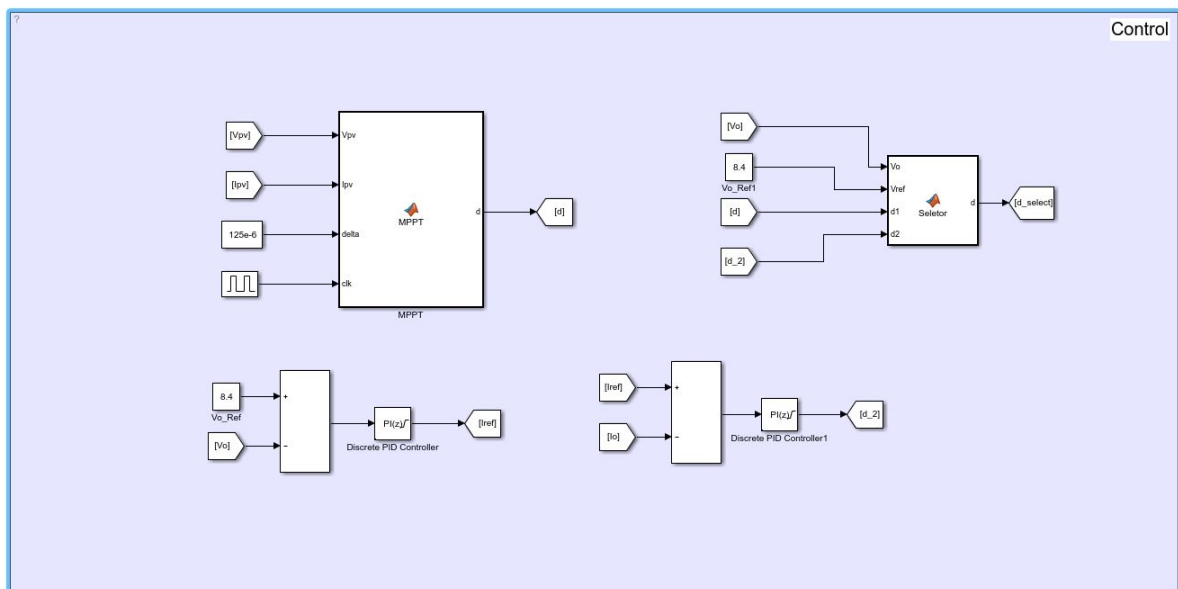 ?
Control
[Vpv]
Vpv
[Ipv]
Ipv
125e-6
delta
clk
MPPT
d
MPPT
[d]
[Vo]
8.4
Vo_Ref1
[d]
[d_2]
Vo
Vref
d1
d2
Seletor
d
[d_select]
8.4
Vo_Ref
[Vo]
+
−
PI(z)
Discrete PID Controller
[Iref]
[Iref]
[Io]
+
−
PI(z)
Discrete PID Controller1
[d_2]